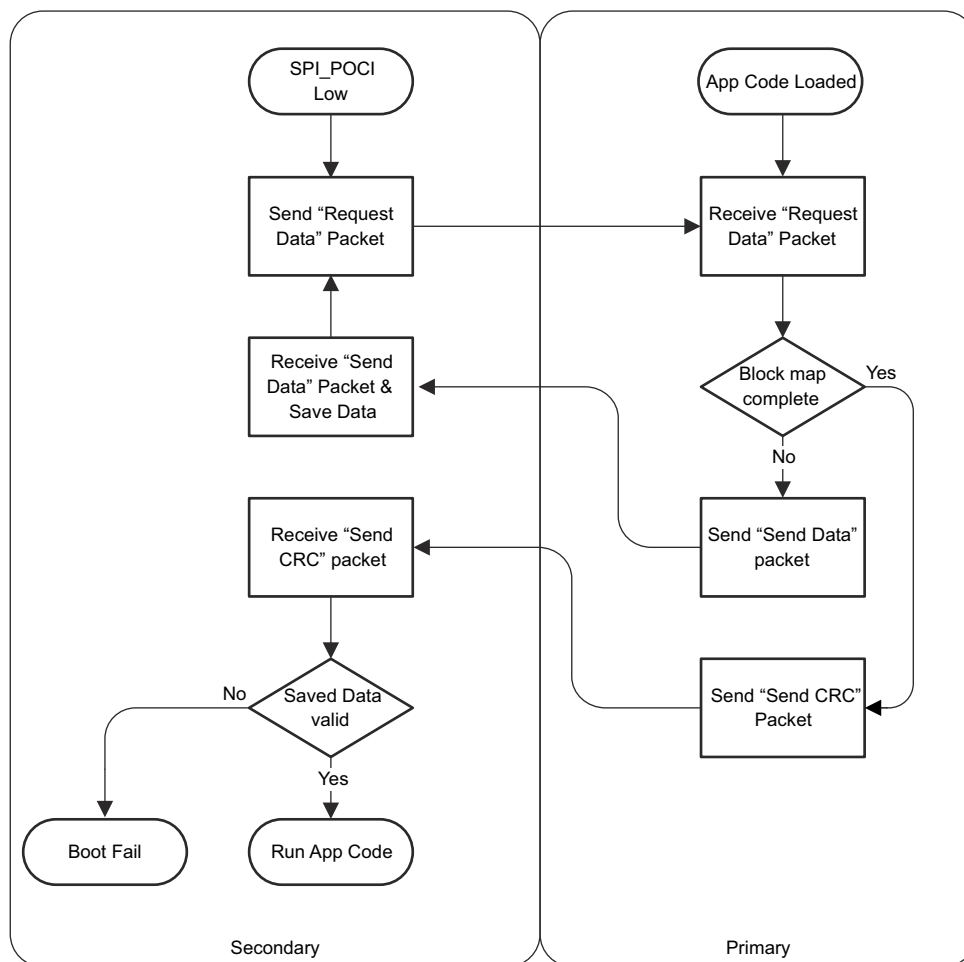 SPI_POCI
Low
App Code Loaded
Send “Request
Data” Packet
Receive “Request
Data” Packet
Receive “Send
Data” Packet &
Save Data
Block map
complete
Yes
No
Receive “Send
CRC” packet
Send “Send Data”
packet
Saved Data
valid
No
Yes
Send “Send CRC”
Packet
Boot Fail
Run App Code
Secondary
Primary